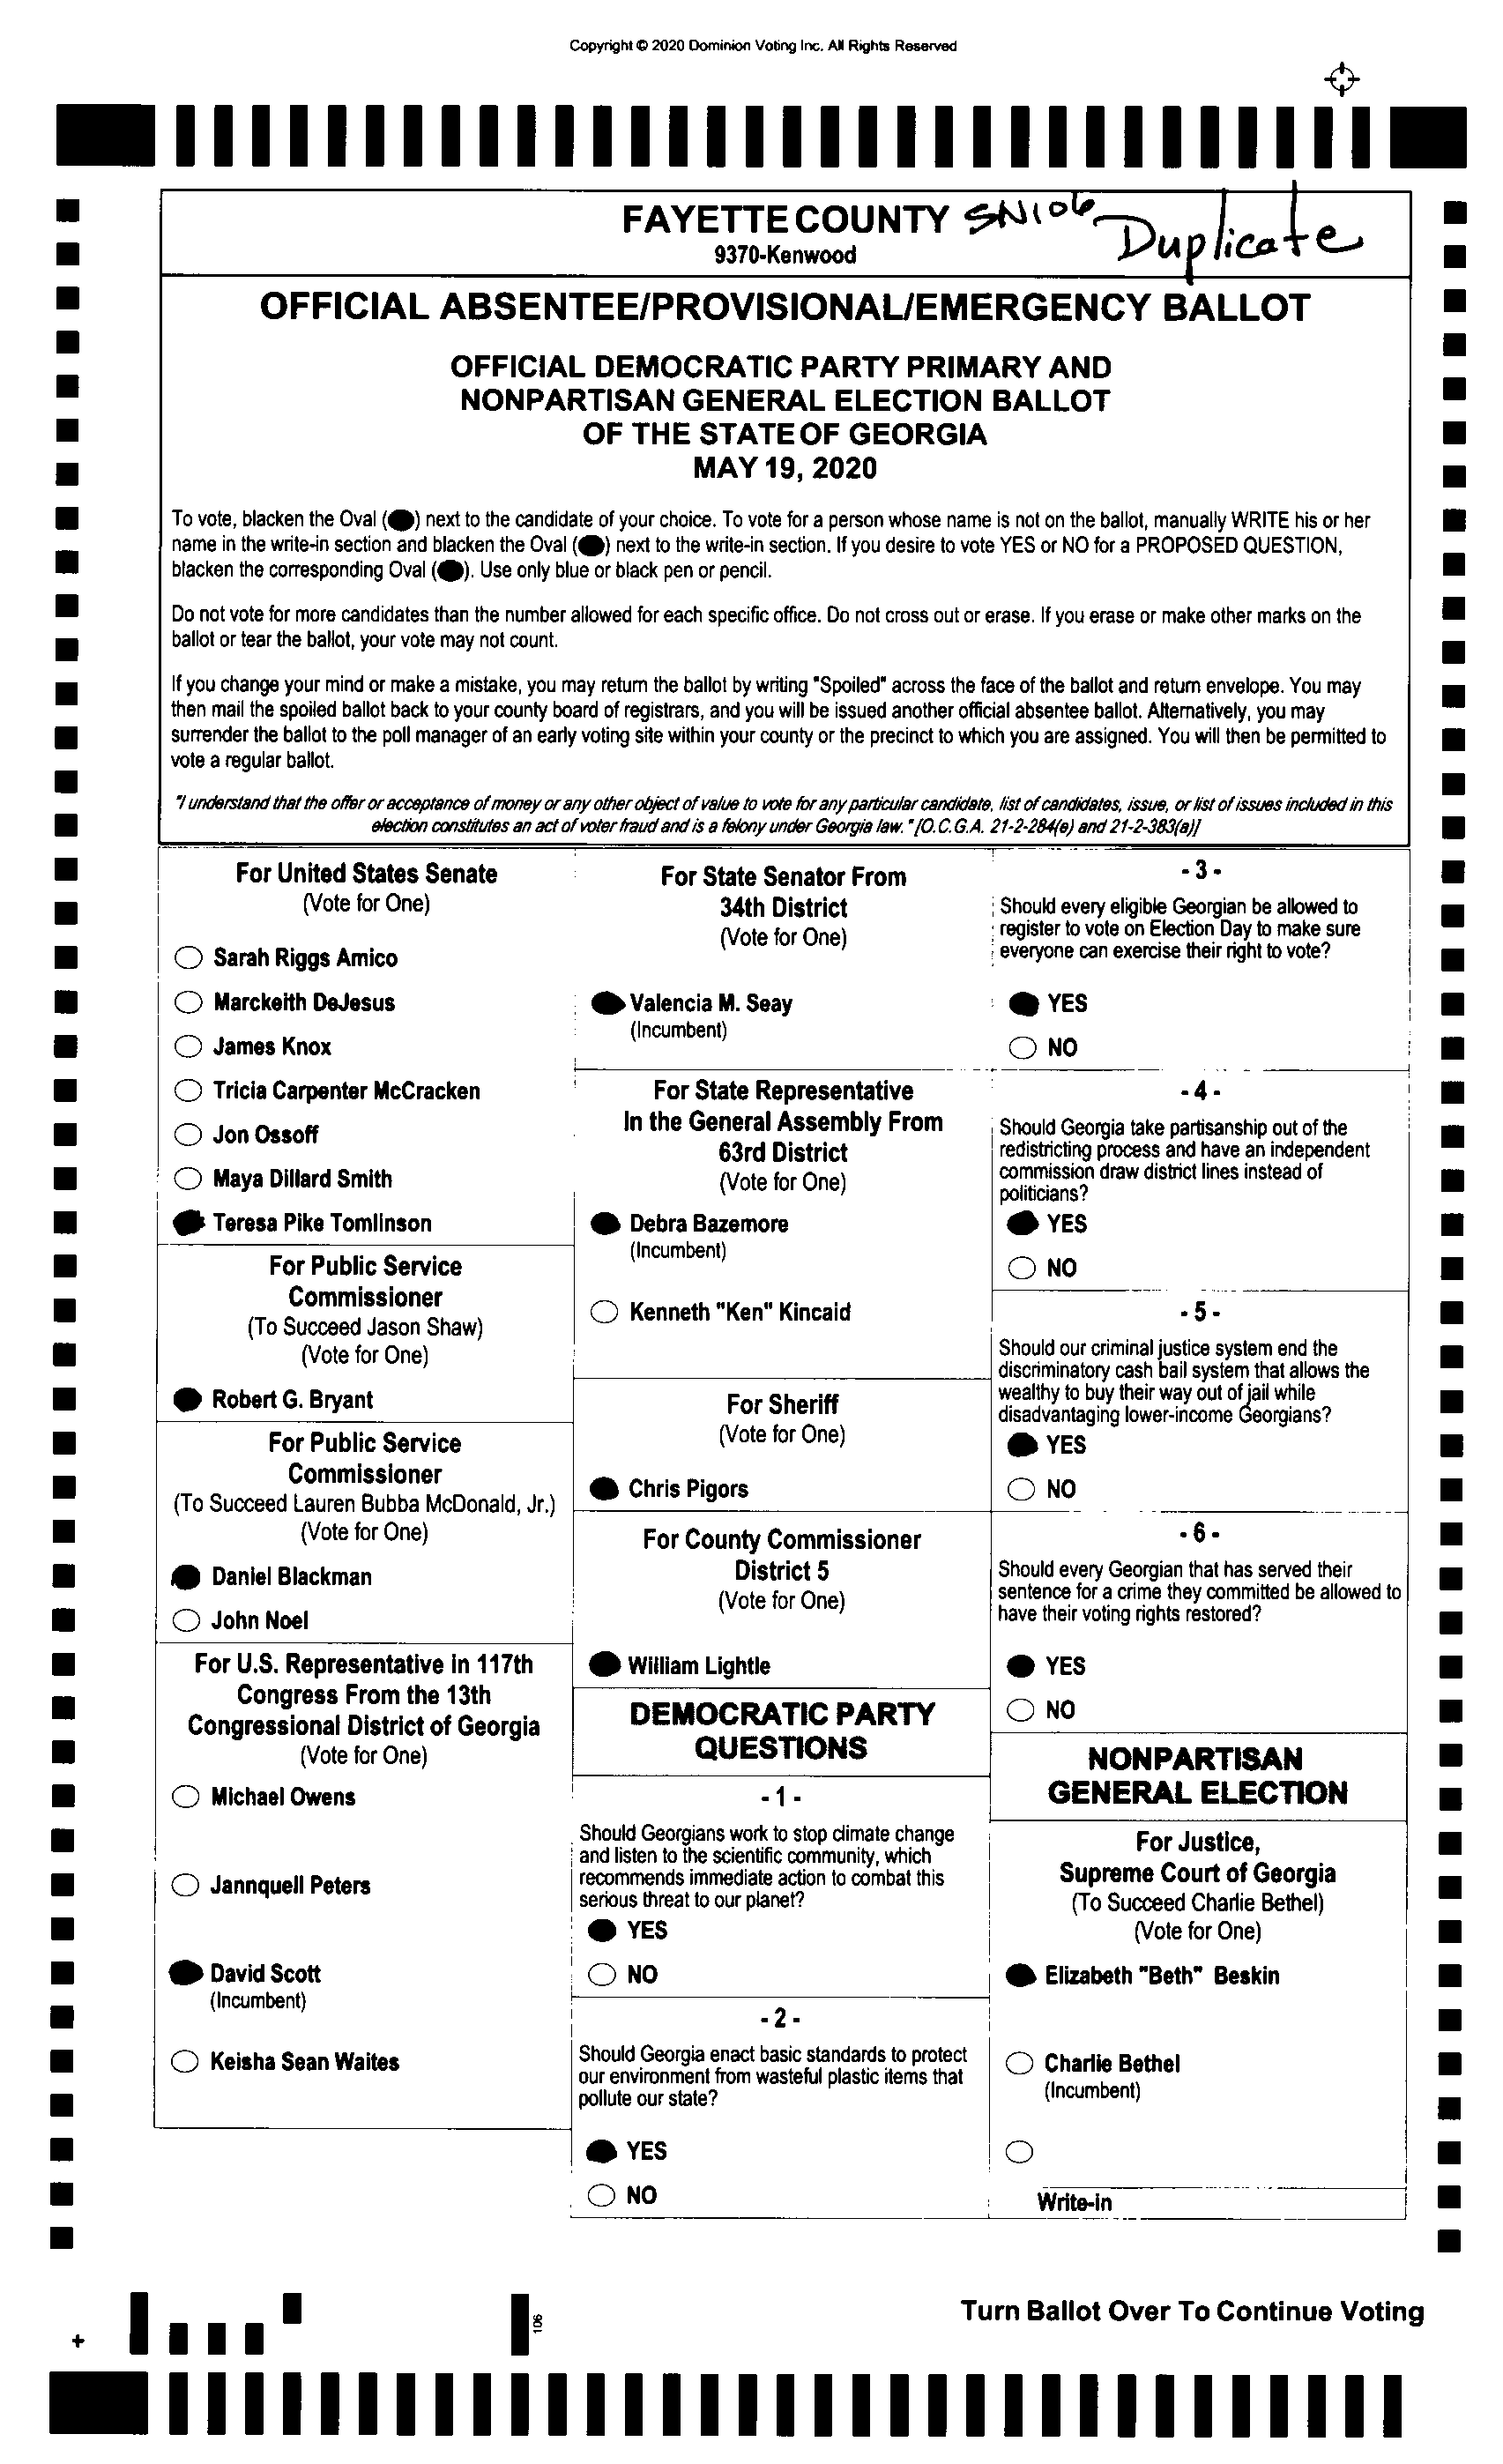 Copyright © 2020 Dominion Voting Inc. All Rights Reserved
FAYETTE COUNTY SN106 Duplicate
9370-Kenwood
OFFICIAL ABSENTEE/PROVISIONAL/EMERGENCY BALLOT
OFFICIAL DEMOCRATIC PARTY PRIMARY AND
NONPARTISAN GENERAL ELECTION BALLOT
OF THE STATE OF GEORGIA
MAY 19, 2020
To vote, blacken the Oval ( ) next to the candidate of your choice. To vote for a person whose name is not on the ballot, manually WRITE his or her
name in the write-in section and blacken the Oval ( ) next to the write-in section. If you desire to vote YES or NO for a PROPOSED QUESTION,
blacken the corresponding Oval ( ). Use only blue or black pen or pencil.
Do not vote for more candidates than the number allowed for each specific office. Do not cross out or erase. If you erase or make other marks on the
ballot or tear the ballot, your vote may not count.
If you change your mind or make a mistake, you may return the ballot by writing "Spoiled" across the face of the ballot and return envelope. You may
then mail the spoiled ballot back to your county board of registrars, and you will be issued another official absentee ballot. Alternatively, you may
surrender the ballot to the poll manager of an early voting site within your county or the precinct to which you are assigned. You will then be permitted to
vote a regular ballot.
"I understand that the offer or acceptance of money or any other object of value to vote for any particular candidate, list of candidates, issue, or list of issues included in this
election constitutes an act of voter fraud and is a felony under Georgia law." [O.C.G.A. 21-2-284(e) and 21-2-383(a)]
For United States Senate
(Vote for One)
Sarah Riggs Amico
Marckeith DeJesus
James Knox
Tricia Carpenter McCracken
Jon Ossoff
Maya Dillard Smith
Teresa Pike Tomlinson
For Public Service
Commissioner
(To Succeed Jason Shaw)
(Vote for One)
Robert G. Bryant
For Public Service
Commissioner
(To Succeed Lauren Bubba McDonald, Jr.)
(Vote for One)
Daniel Blackman
John Noel
For U.S. Representative in 117th
Congress From the 13th
Congressional District of Georgia
(Vote for One)
Michael Owens
Jannquell Peters
David Scott
(Incumbent)
Keisha Sean Waites
For State Senator From
34th District
(Vote for One)
Valencia M. Seay
(Incumbent)
For State Representative
In the General Assembly From
63rd District
(Vote for One)
Debra Bazemore
(Incumbent)
Kenneth "Ken" Kincaid
For Sheriff
(Vote for One)
Chris Pigors
For County Commissioner
District 5
(Vote for One)
William Lightle
DEMOCRATIC PARTY
QUESTIONS
- 1 -
Should Georgians work to stop climate change
and listen to the scientific community, which
recommends immediate action to combat this
serious threat to our planet?
YES
NO
- 2 -
Should Georgia enact basic standards to protect
our environment from wasteful plastic items that
pollute our state?
YES
NO
- 3 -
Should every eligible Georgian be allowed to
register to vote on Election Day to make sure
everyone can exercise their right to vote?
YES
NO
- 4 -
Should Georgia take partisanship out of the
redistricting process and have an independent
commission draw district lines instead of
politicians?
YES
NO
- 5 -
Should our criminal justice system end the
discriminatory cash bail system that allows the
wealthy to buy their way out of jail while
disadvantaging lower-income Georgians?
YES
NO
- 6 -
Should every Georgian that has served their
sentence for a crime they committed be allowed to
have their voting rights restored?
YES
NO
NONPARTISAN
GENERAL ELECTION
For Justice,
Supreme Court of Georgia
(To Succeed Charlie Bethel)
(Vote for One)
Elizabeth "Beth" Beskin
Charlie Bethel
(Incumbent)
Write-in
Turn Ballot Over To Continue Voting
106
+